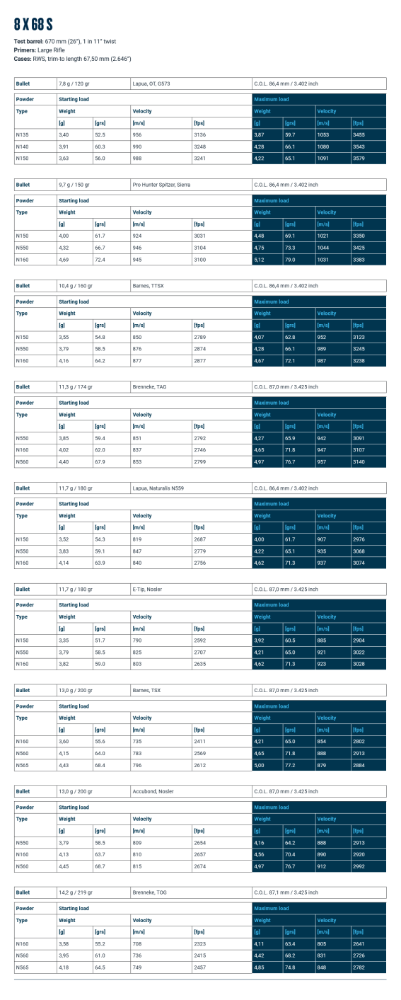 8 X 68 S
Test barrel: 670 mm (26"), 1 in 11" twist
Primers: Large Rifle
Cases: RWS, trim-to length 67,50 mm (2.646")
Bullet 7,8 g / 120 gr Lapua, OT, G573 C.O.L. 86,4 mm / 3.402 inch
Powder Starting load Maximum load
Type Weight Velocity Weight Velocity
[g] [grs] [m/s] [fps] [g] [grs] [m/s] [fps]
N135 3,40 52.5 956 3136 3,87 59.7 1053 3455
N140 3,91 60.3 990 3248 4,28 66.1 1080 3543
N150 3,63 56.0 988 3241 4,22 65.1 1091 3579
Bullet 9,7 g / 150 gr Pro Hunter Spitzer, Sierra C.O.L. 86,4 mm / 3.402 inch
Powder Starting load Maximum load
Type Weight Velocity Weight Velocity
[g] [grs] [m/s] [fps] [g] [grs] [m/s] [fps]
N150 4,00 61.7 924 3031 4,48 69.1 1021 3350
N550 4,32 66.7 946 3104 4,75 73.3 1044 3425
N160 4,69 72.4 945 3100 5,12 79.0 1031 3383
Bullet 10,4 g / 160 gr Barnes, TTSX C.O.L. 86,4 mm / 3.402 inch
Powder Starting load Maximum load
Type Weight Velocity Weight Velocity
[g] [grs] [m/s] [fps] [g] [grs] [m/s] [fps]
N150 3,55 54.8 850 2789 4,07 62.8 952 3123
N550 3,79 58.5 876 2874 4,28 66.1 989 3245
N160 4,16 64.2 877 2877 4,67 72.1 987 3238
Bullet 11,3 g / 174 gr Brenneke, TAG C.O.L. 87,0 mm / 3.425 inch
Powder Starting load Maximum load
Type Weight Velocity Weight Velocity
[g] [grs] [m/s] [fps] [g] [grs] [m/s] [fps]
N550 3,85 59.4 851 2792 4,27 65.9 942 3091
N160 4,02 62.0 837 2746 4,65 71.8 947 3107
N560 4,40 67.9 853 2799 4,97 76.7 957 3140
Bullet 11,7 g / 180 gr Lapua, Naturalis N559 C.O.L. 86,4 mm / 3.402 inch
Powder Starting load Maximum load
Type Weight Velocity Weight Velocity
[g] [grs] [m/s] [fps] [g] [grs] [m/s] [fps]
N150 3,52 54.3 819 2687 4,00 61.7 907 2976
N550 3,83 59.1 847 2779 4,22 65.1 935 3068
N160 4,14 63.9 840 2756 4,62 71.3 937 3074
Bullet 11,7 g / 180 gr E-Tip, Nosler C.O.L. 87,0 mm / 3.425 inch
Powder Starting load Maximum load
Type Weight Velocity Weight Velocity
[g] [grs] [m/s] [fps] [g] [grs] [m/s] [fps]
N150 3,35 51.7 790 2592 3,92 60.5 885 2904
N550 3,79 58.5 825 2707 4,21 65.0 921 3022
N160 3,82 59.0 803 2635 4,62 71.3 923 3028
Bullet 13,0 g / 200 gr Barnes, TSX C.O.L. 87,0 mm / 3.425 inch
Powder Starting load Maximum load
Type Weight Velocity Weight Velocity
[g] [grs] [m/s] [fps] [g] [grs] [m/s] [fps]
N160 3,60 55.6 735 2411 4,21 65.0 854 2802
N560 4,15 64.0 783 2569 4,65 71.8 888 2913
N565 4,43 68.4 796 2612 5,00 77.2 879 2884
Bullet 13,0 g / 200 gr Accubond, Nosler C.O.L. 87,0 mm / 3.425 inch
Powder Starting load Maximum load
Type Weight Velocity Weight Velocity
[g] [grs] [m/s] [fps] [g] [grs] [m/s] [fps]
N550 3,79 58.5 809 2654 4,16 64.2 888 2913
N160 4,13 63.7 810 2657 4,56 70.4 890 2920
N560 4,45 68.7 815 2674 4,97 76.7 912 2992
Bullet 14,2 g / 219 gr Brenneke, TOG C.O.L. 87,1 mm / 3.425 inch
Powder Starting load Maximum load
Type Weight Velocity Weight Velocity
[g] [grs] [m/s] [fps] [g] [grs] [m/s] [fps]
N160 3,58 55.2 708 2323 4,11 63.4 805 2641
N560 3,95 61.0 736 2415 4,42 68.2 831 2726
N565 4,18 64.5 749 2457 4,85 74.8 848 2782